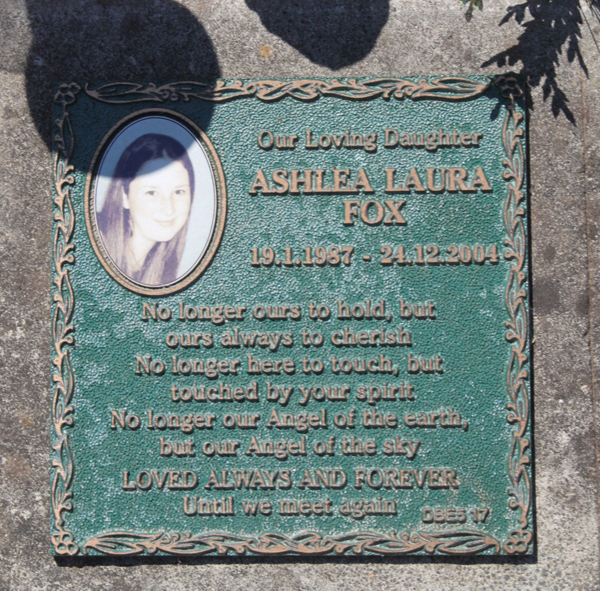 Our Loving Daughter
ASHLEA LAURA
FOX
19.1.1987 - 24.12.2004
No longer ours to hold, but
ours always to cherish
No longer here to touch, but
touched by your spirit
No longer our Angel of the earth,
but our Angel of the sky
LOVED ALWAYS AND FOREVER
Until we meet again